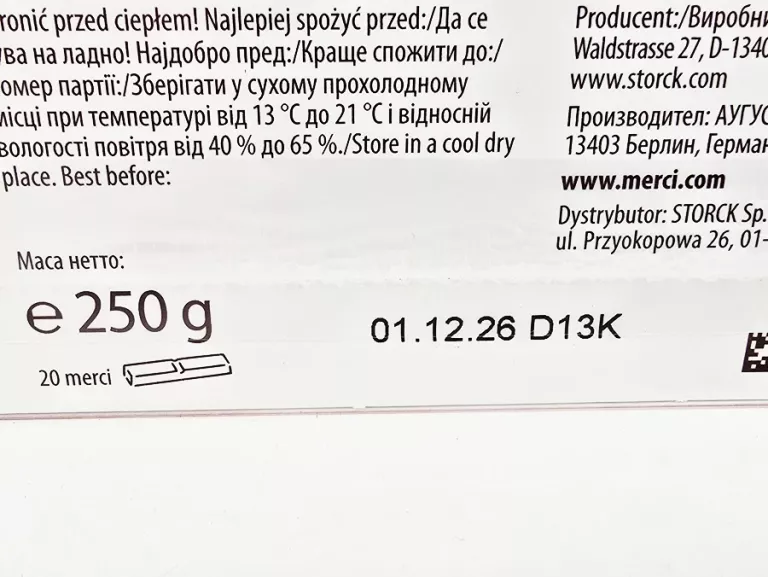 ronić przed ciepłem! Najlepiej spożyć przed:/Да се
ва на ладно! Најдобро пред:/Краще спожити до:/
омер партії:/Зберігати у сухому прохолодному
ісці при температурі від 13 °C до 21 °C і відносній
вологості повітря від 40 % до 65 %./Store in a cool dry
place. Best before:
Producent:/Виробни
Waldstrasse 27, D-1340
www.storck.com
Производител: АУГУС
13403 Берлин, Герман
www.merci.com
Dystrybutor: STORCK Sp.
ul. Przyokopowa 26, 01-
Маса нетто:
℮ 250 g
01.12.26 D13K
20 merci